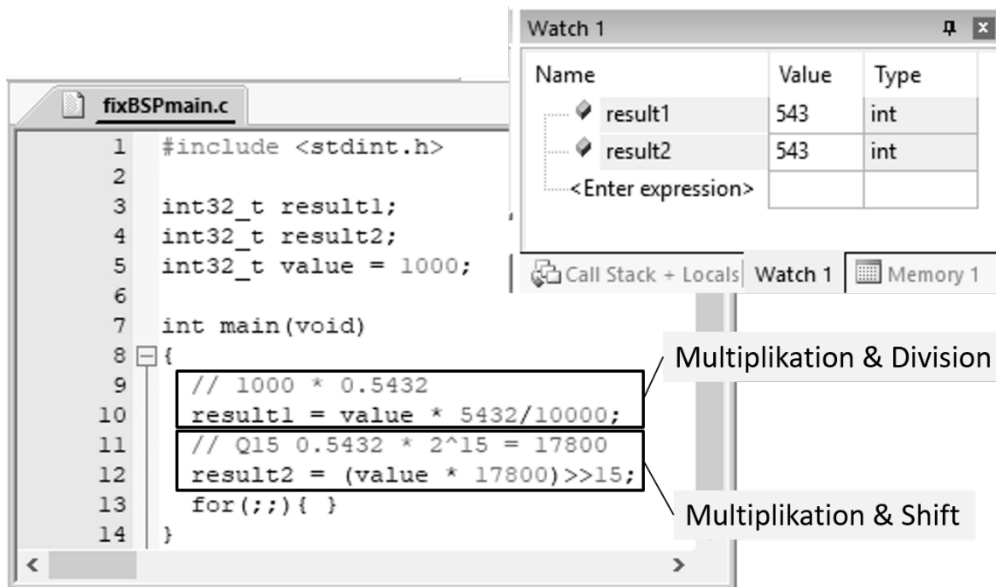 Watch 1
Name Value Type
result1 543 int
result2 543 int
<Enter expression>
Call Stack + Locals Watch 1 Memory 1
fixBSPmain.c
1 #include <stdint.h>
2
3 int32_t result1;
4 int32_t result2;
5 int32_t value = 1000;
6
7 int main(void)
8 {
9 // 1000 * 0.5432
10 result1 = value * 5432/10000;
11 // Q15 0.5432 * 2^15 = 17800
12 result2 = (value * 17800)>>15;
13 for(;;){ }
14 }
Multiplikation & Division
Multiplikation & Shift